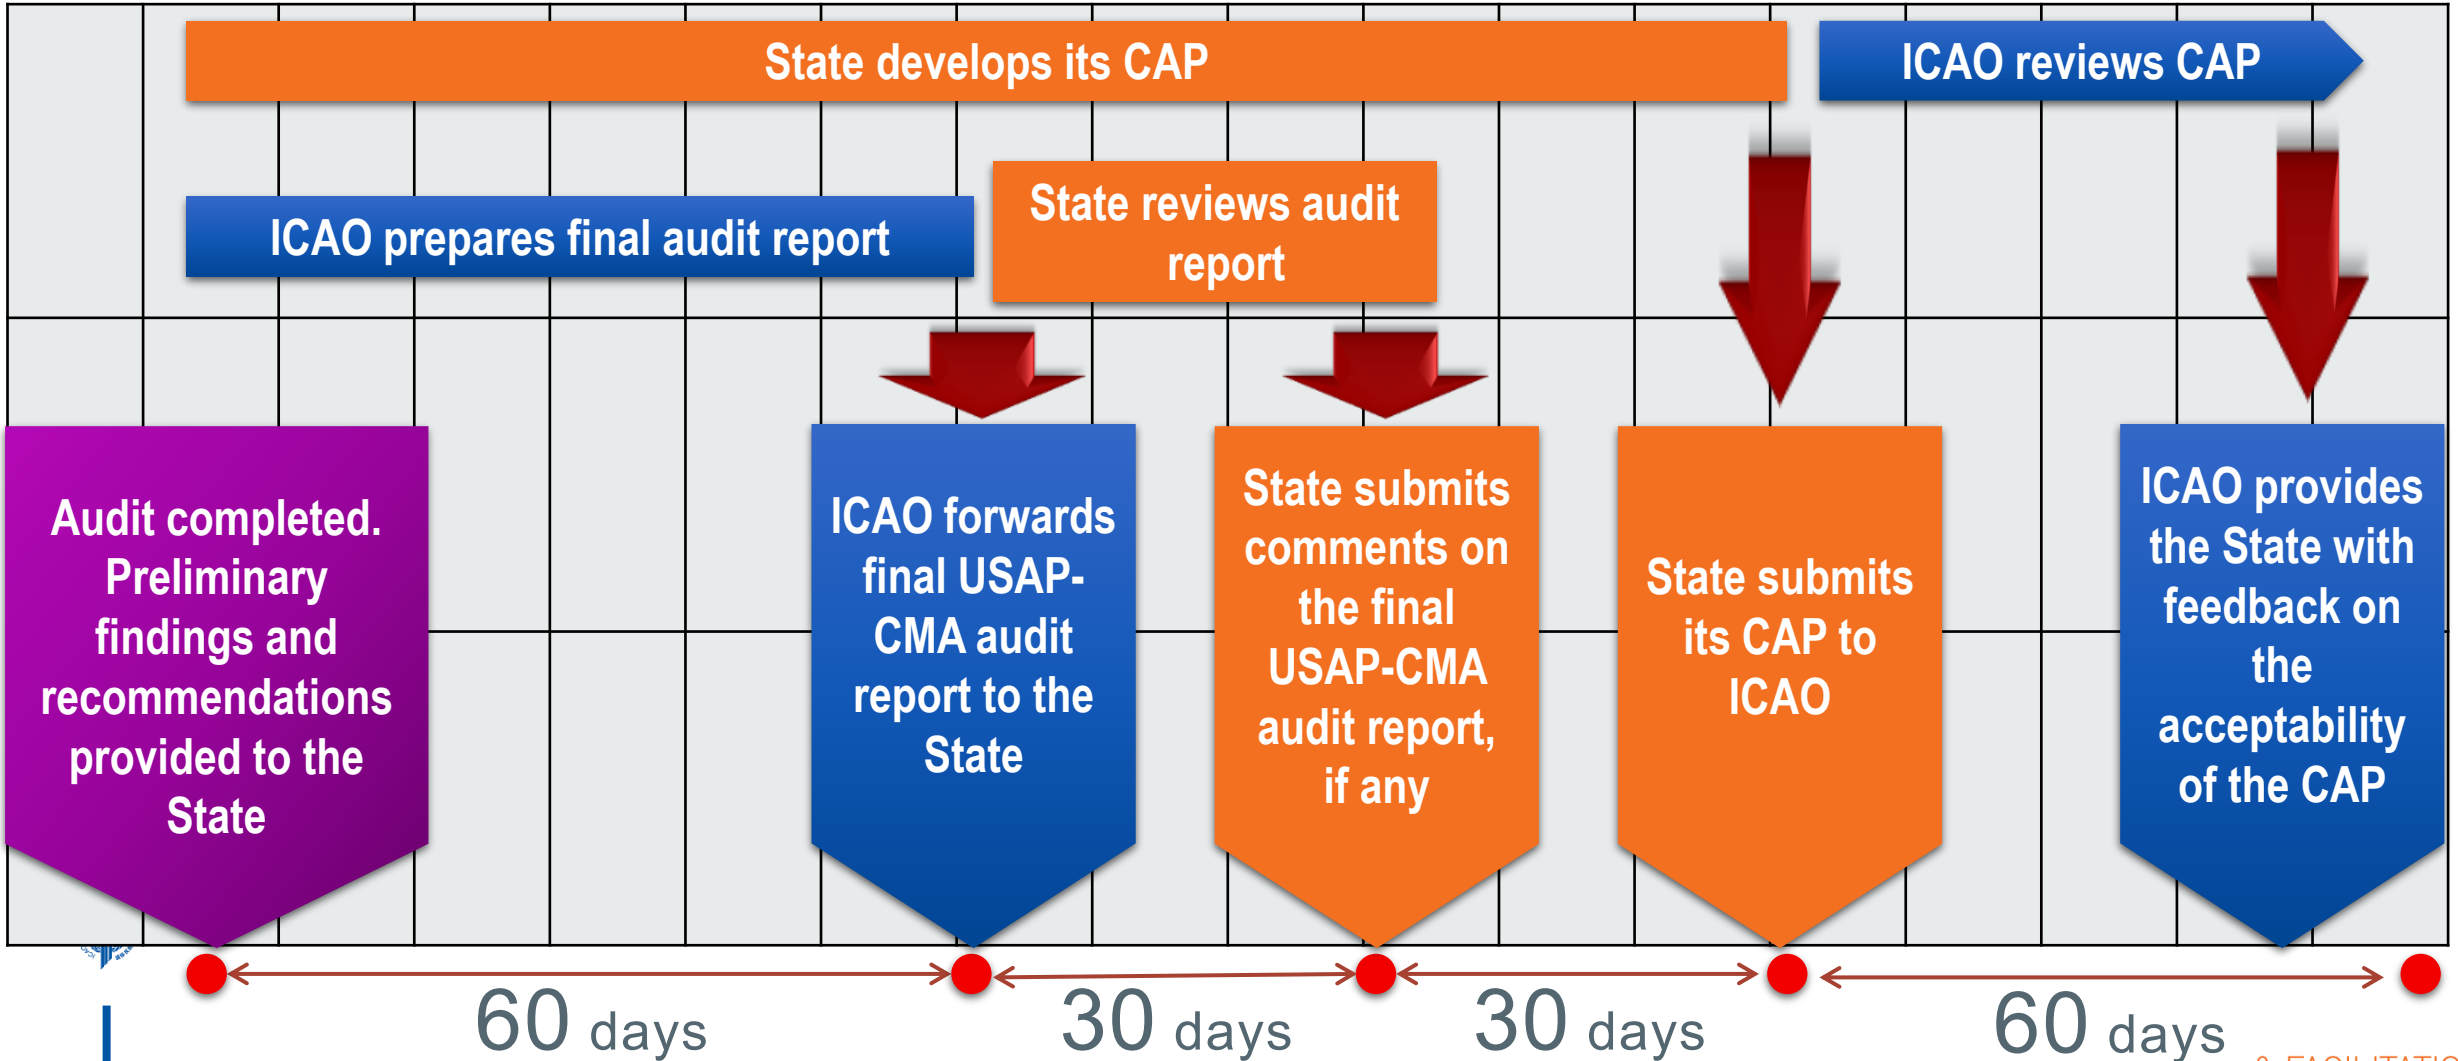 State develops its CAP
ICAO reviews CAP
ICAO prepares final audit report
State reviews audit
report
Audit completed.
Preliminary
findings and
recommendations
provided to the
State
ICAO forwards
final USAP-
CMA audit
report to the
State
State submits
comments on
the final
USAP-CMA
audit report,
if any
State submits
its CAP to
ICAO
ICAO provides
the State with
feedback on
the
acceptability
of the CAP
60 days
30 days
30 days
60 days